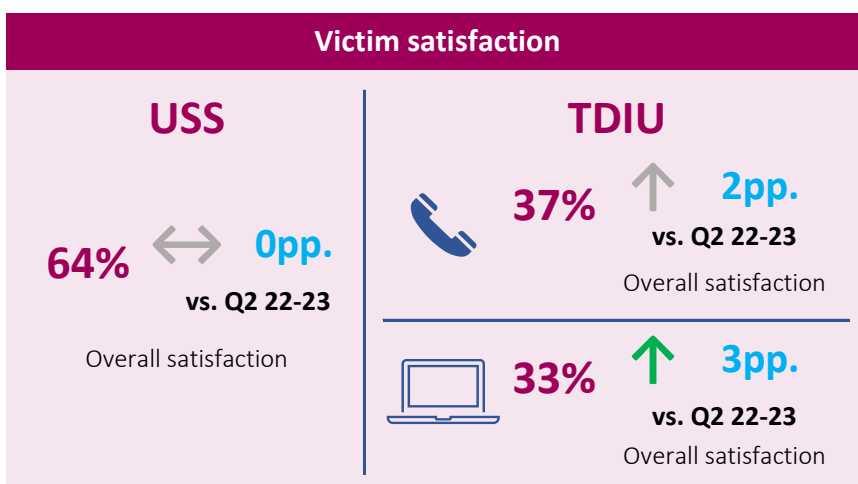 Victim satisfaction
USS
64%
0pp.
vs. Q2 22-23
Overall satisfaction
TDIU
37%
2pp.
vs. Q2 22-23
Overall satisfaction
33%
3pp.
vs. Q2 22-23
Overall satisfaction